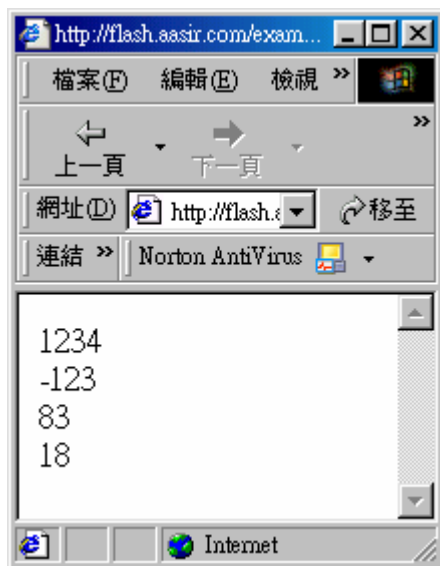 http://flash.aasir.com/exam...
檔案(F) 編輯(E) 檢視 »
»
上一頁 下一頁
網址(D) http://flash.a 移至
連結 » Norton AntiVirus
1234
-123
83
18
Internet